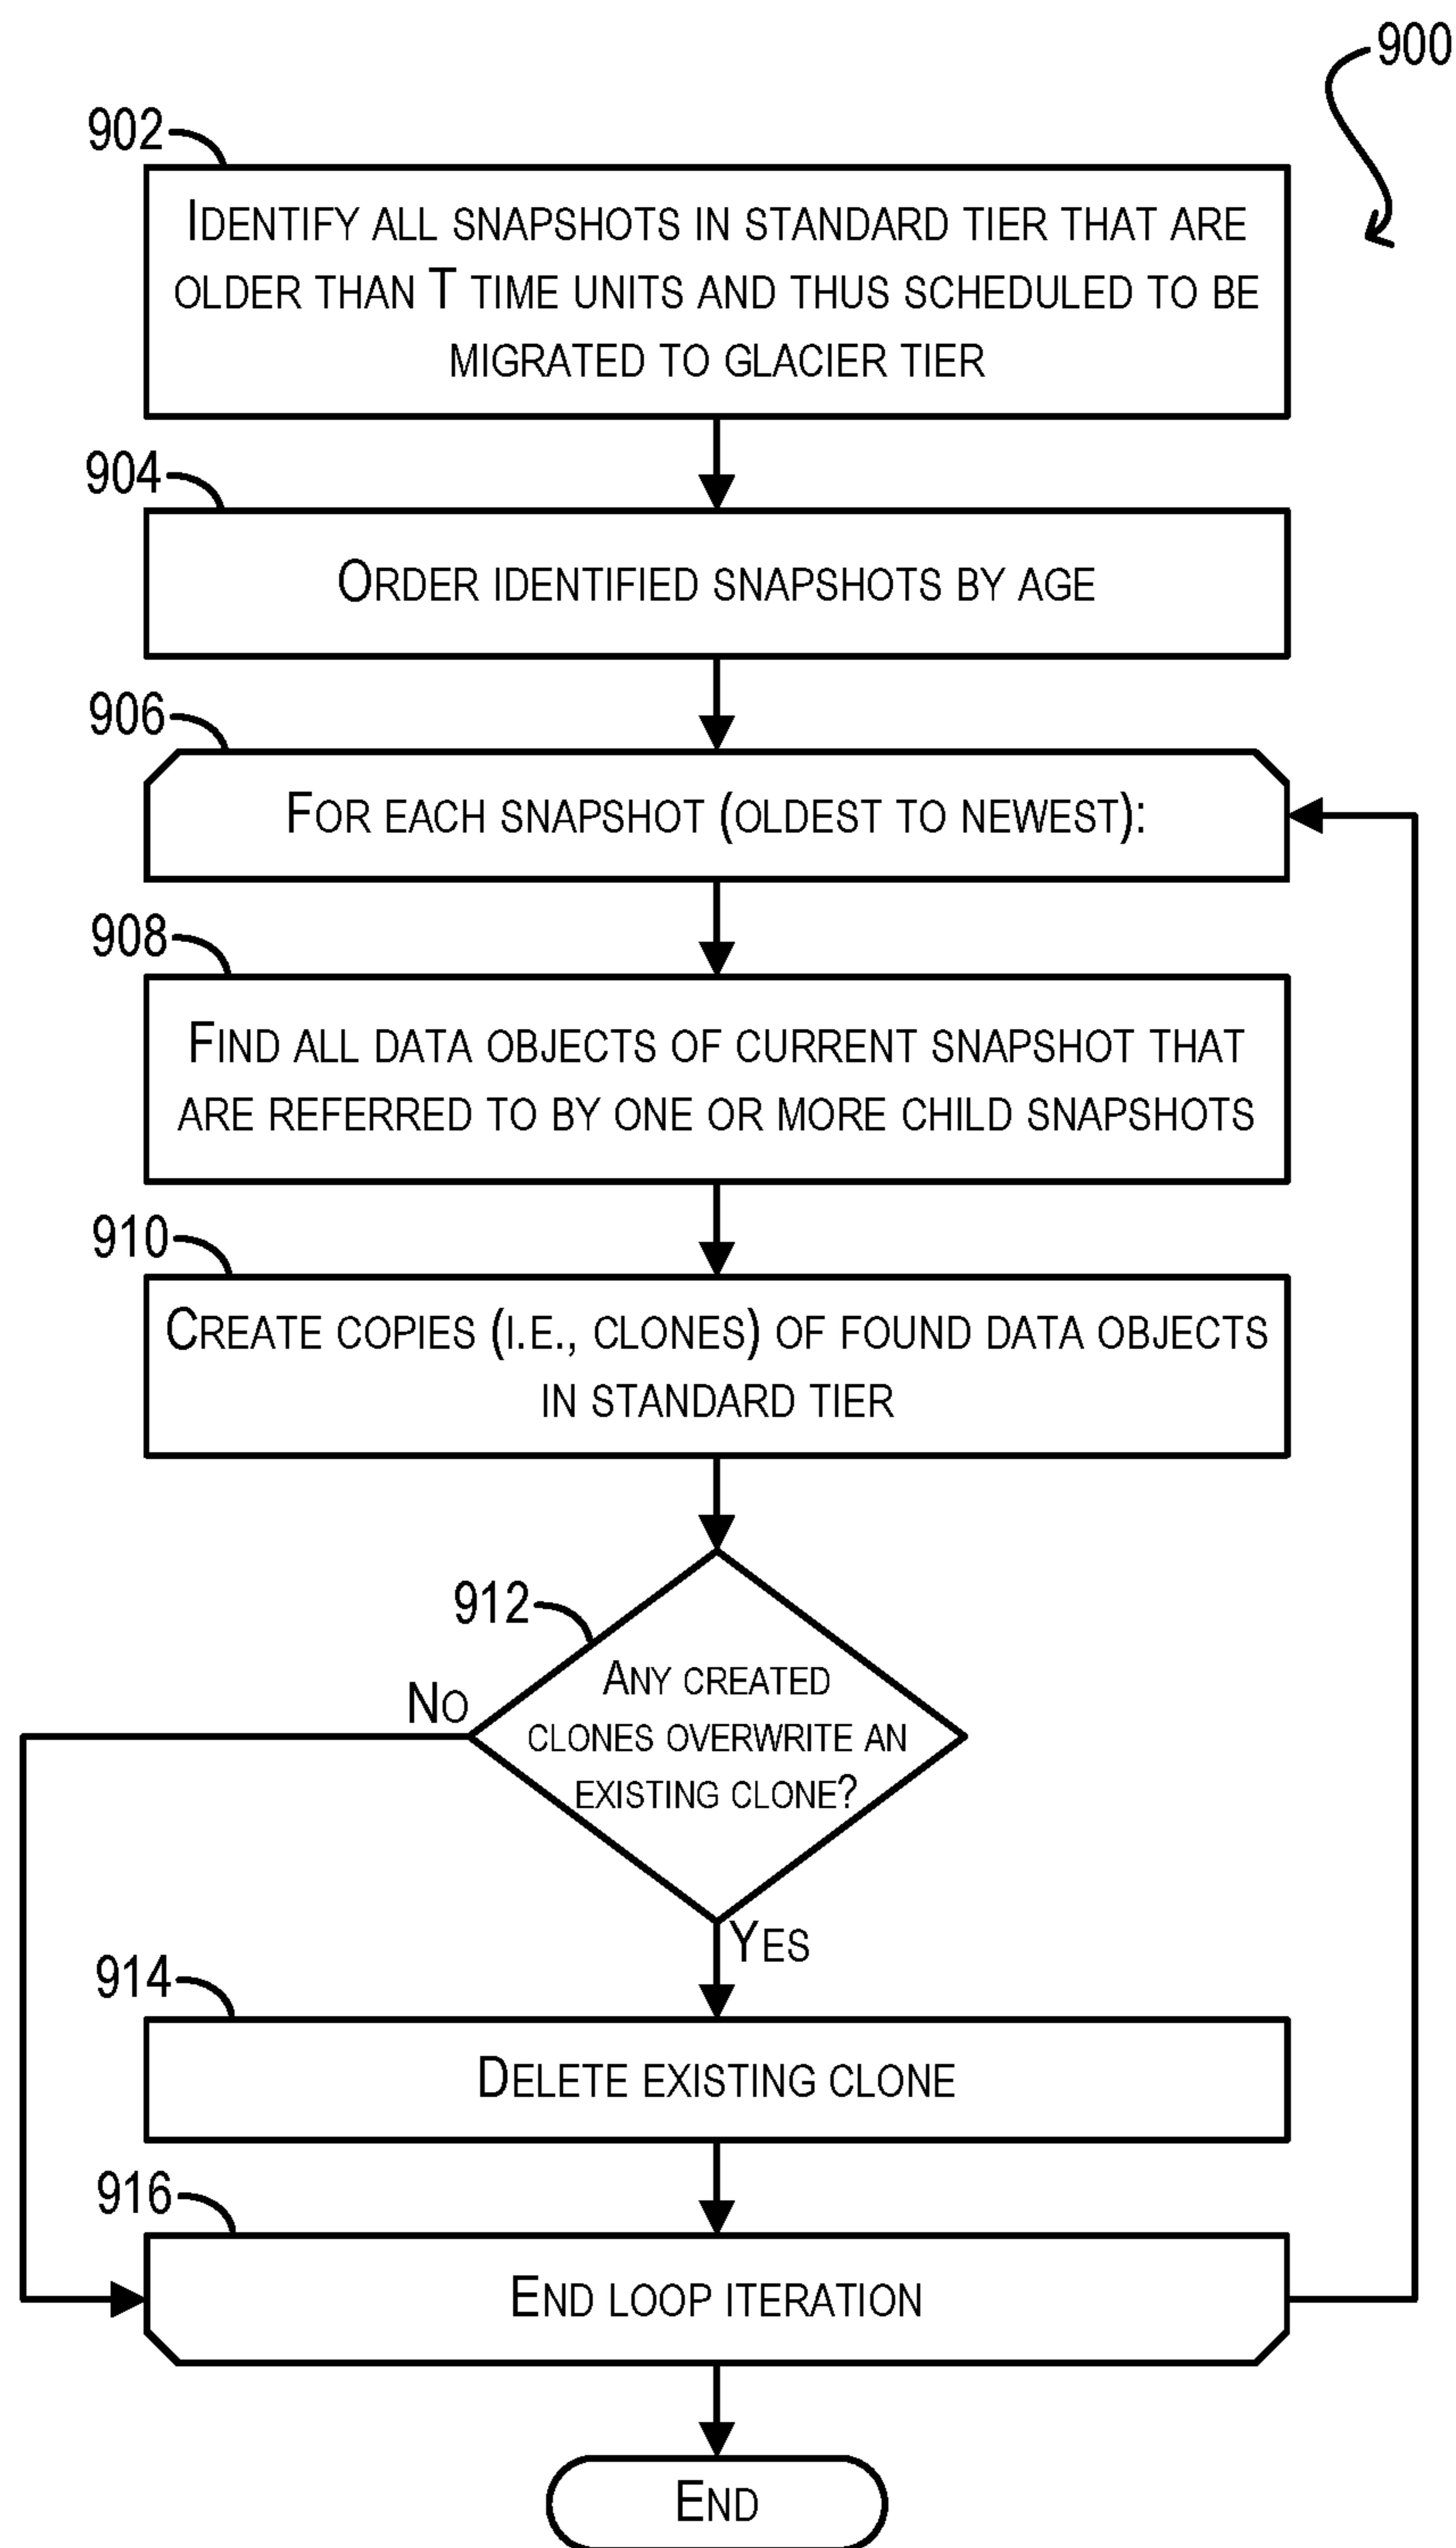 900
902
IDENTIFY ALL SNAPSHOTS IN STANDARD TIER THAT ARE
OLDER THAN T TIME UNITS AND THUS SCHEDULED TO BE
MIGRATED TO GLACIER TIER
904
ORDER IDENTIFIED SNAPSHOTS BY AGE
906
FOR EACH SNAPSHOT (OLDEST TO NEWEST):
908
FIND ALL DATA OBJECTS OF CURRENT SNAPSHOT THAT
ARE REFERRED TO BY ONE OR MORE CHILD SNAPSHOTS
910
CREATE COPIES (I.E., CLONES) OF FOUND DATA OBJECTS
IN STANDARD TIER
912
ANY CREATED
CLONES OVERWRITE AN
EXISTING CLONE?
NO
YES
914
DELETE EXISTING CLONE
916
END LOOP ITERATION
END